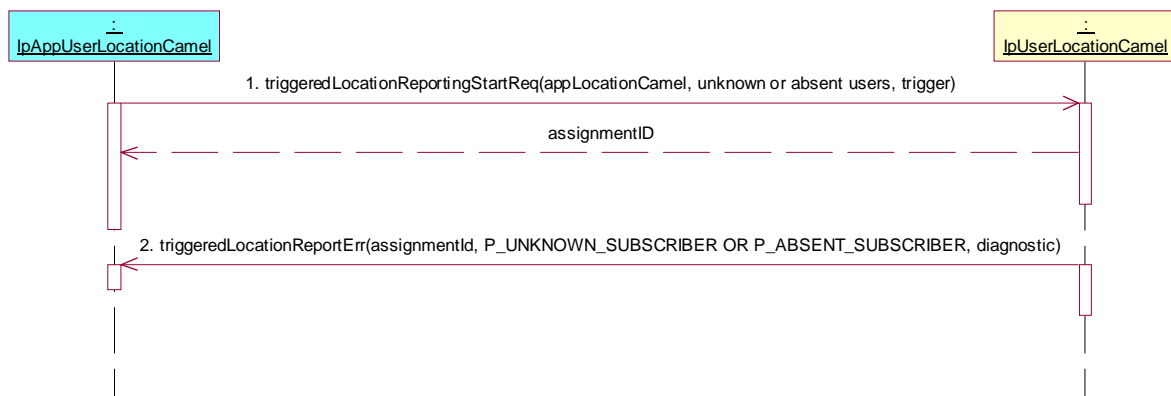 :
IpAppUserLocationCamel
:
IpUserLocationCamel
1. triggeredLocationReportingStartReq(appLocationCamel, unknown or absent users, trigger)
assignmentID
2. triggeredLocationReportErr(assignmentId, P_UNKNOWN_SUBSCRIBER OR P_ABSENT_SUBSCRIBER, diagnostic)